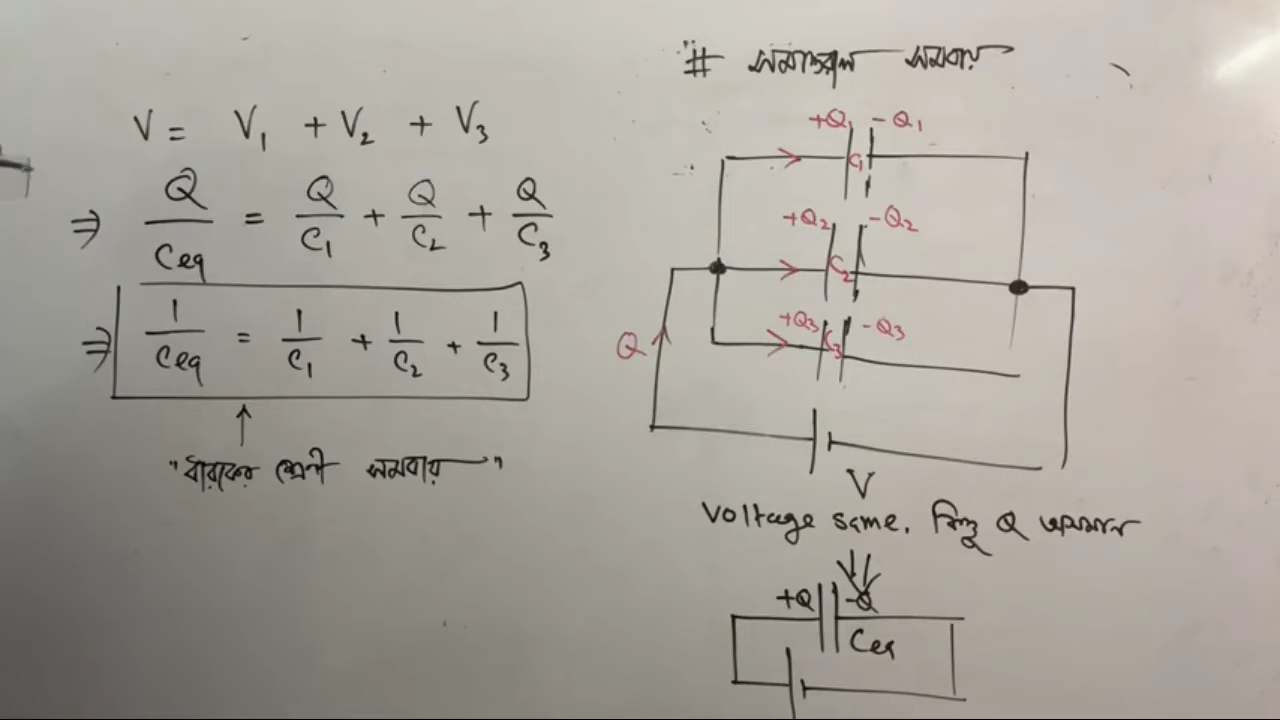 V = V₁ + V₂ + V₃
⇒ Q/Ceq = Q/C₁ + Q/C₂ + Q/C₃
⇒ 1/Ceq = 1/C₁ + 1/C₂ + 1/C₃
↑
"ধারকের শ্রেণী সমবায়"
# সমান্তরাল সমবায়
+Q₁ -Q₁
C₁
+Q₂ -Q₂
C₂
+Q₃ -Q₃
C₃
Q
V
Voltage same, কিন্তু Q অসমান
+Q -Q
Ceq